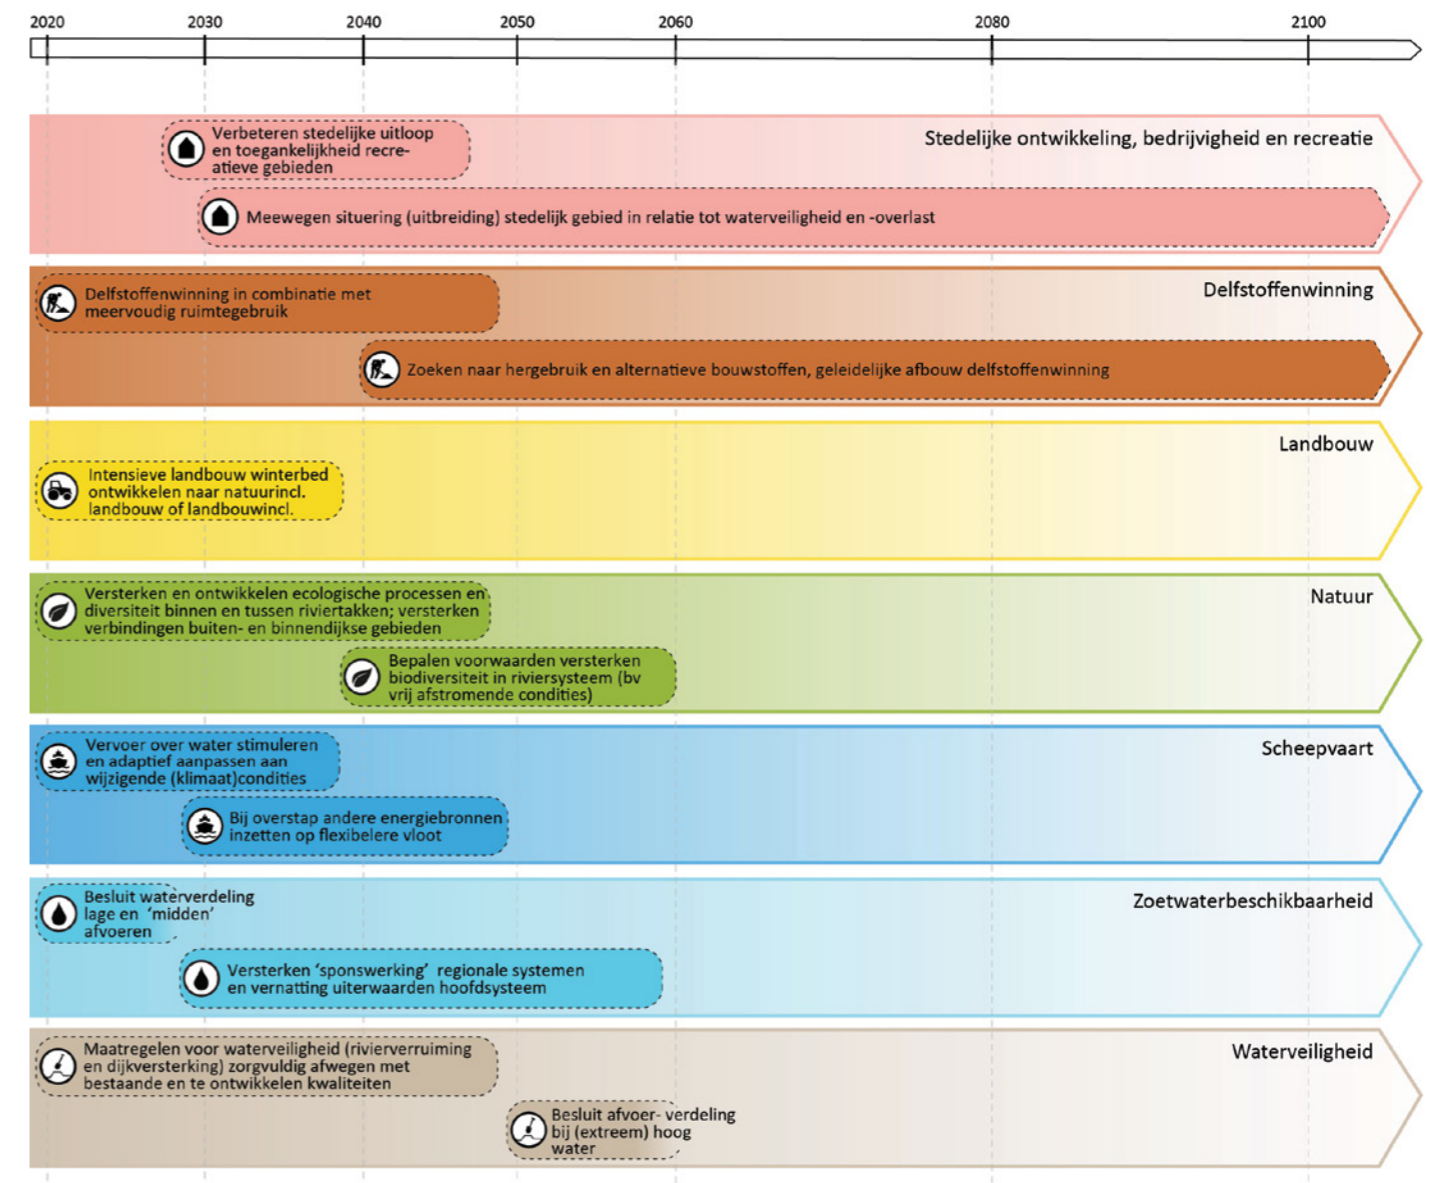 2020 2030 2040 2050 2060 2080 2100
Stedelijke ontwikkeling, bedrijvigheid en recreatie
Verbeteren stedelijke uitloop
en toegankelijkheid recre-
atieve gebieden
Meewegen situering (uitbreiding) stedelijk gebied in relatie tot waterveiligheid en -overlast
Delfstoffenwinning
Delfstoffenwinning in combinatie met
meervoudig ruimtegebruik
Zoeken naar hergebruik en alternatieve bouwstoffen, geleidelijke afbouw delfstoffenwinning
Landbouw
Intensieve landbouw winterbed
ontwikkelen naar natuurincl.
landbouw of landbouwincl.
Natuur
Versterken en ontwikkelen ecologische processen en
diversiteit binnen en tussen riviertakken; versterken
verbindingen buiten- en binnendijkse gebieden
Bepalen voorwaarden versterken
biodiversiteit in riviersysteem (bv
vrij afstromende condities)
Scheepvaart
Vervoer over water stimuleren
en adaptief aanpassen aan
wijzigende (klimaat)condities
Bij overstap andere energiebronnen
inzetten op flexibelere vloot
Zoetwaterbeschikbaarheid
Besluit waterverdeling
lage en 'midden'
afvoeren
Versterken 'sponswerking' regionale systemen
en vernatting uiterwaarden hoofdsysteem
Waterveiligheid
Maatregelen voor waterveiligheid (rivierverruiming
en dijkversterking) zorgvuldig afwegen met
bestaande en te ontwikkelen kwaliteiten
Besluit afvoer- verdeling
bij (extreem) hoog
water